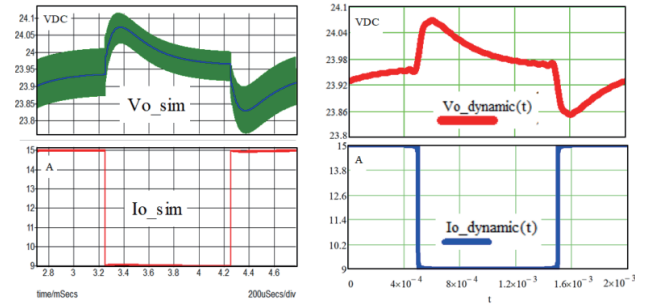 24.1
VDC
24.05
24
23.95
23.9
23.85
23.8
Vo_sim
15
A
14
13
12
11
10
9
Io_sim
2.8 3 3.2 3.4 3.6 3.8 4 4.2 4.4 4.6
time/mSecs 200uSecs/div
24.1
VDC
24.04
23.98
23.92
23.86
23.8
Vo_dynamic(t)
15
A
13.8
12.6
11.4
10.2
9
Io_dynamic(t)
0 4×10⁻⁴ 8×10⁻⁴ 1.2×10⁻³ 1.6×10⁻³ 2×10⁻³
t